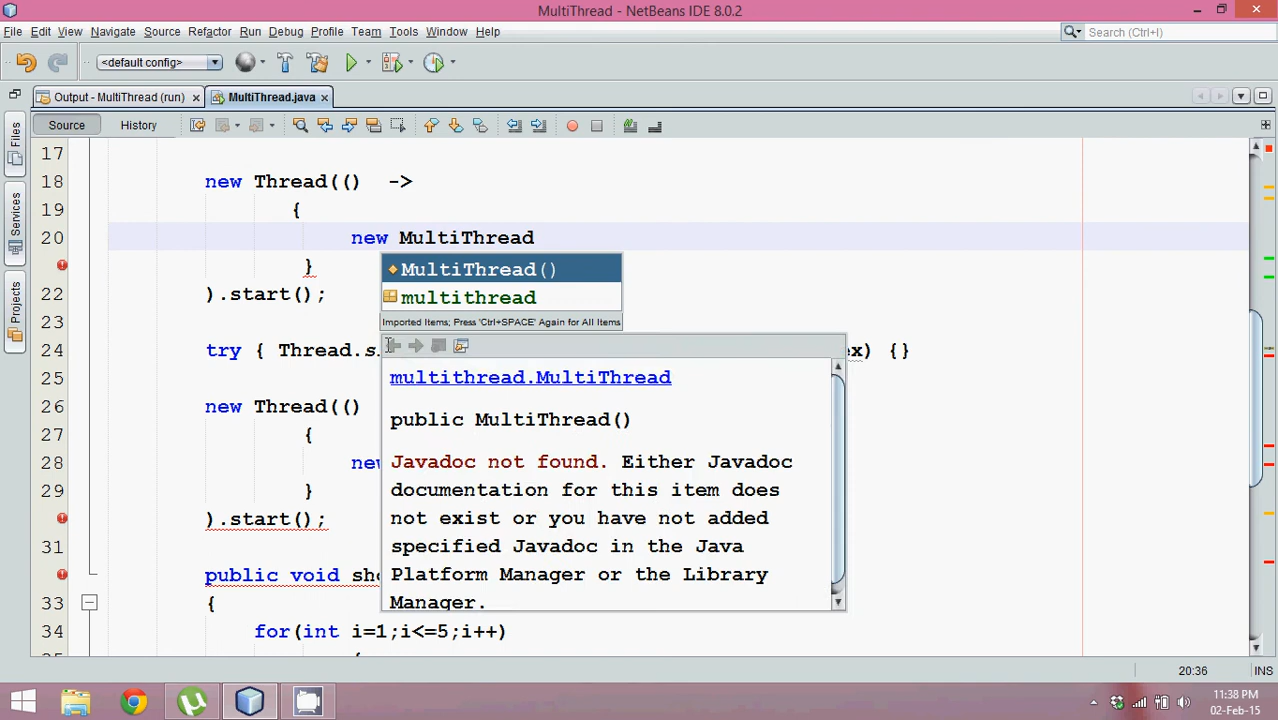 MultiThread - NetBeans IDE 8.0.2
File Edit View Navigate Source Refactor Run Debug Profile Team Tools Window Help
Search (Ctrl+I)
<default config>
Output - MultiThread (run) MultiThread.java
Source History
Files
Services
Projects
17
18 new Thread(() ->
19 {
20 new MultiThread
}
22 ).start();
23
24 try { Thread.s ex) {}
25
26 new Thread(()
27 {
28 new
29 }
).start();
31
public void sho
33 {
34 for(int i=1;i<=5;i++)
{
MultiThread()
multithread
Imported Items; Press 'Ctrl+SPACE' Again for All Items
multithread.MultiThread
public MultiThread()
Javadoc not found. Either Javadoc
documentation for this item does
not exist or you have not added
specified Javadoc in the Java
Platform Manager or the Library
Manager.
20:36 INS
11:38 PM
02-Feb-15